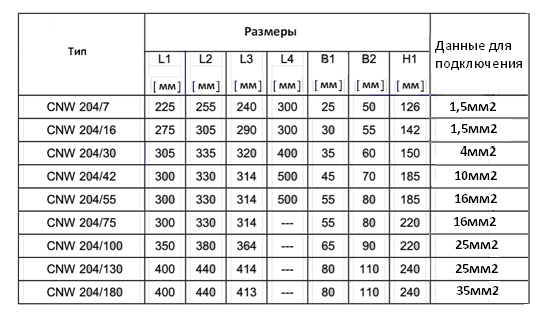 Тип Размеры Данные для подключения
L1 L2 L3 L4 B1 B2 H1
[мм] [мм] [мм] [мм] [мм] [мм] [мм]
CNW 204/7 225 255 240 300 25 50 126 1,5мм2
CNW 204/16 275 305 290 300 30 55 142 1,5мм2
CNW 204/30 305 335 320 400 35 60 150 4мм2
CNW 204/42 300 330 314 500 45 70 185 10мм2
CNW 204/55 300 330 314 500 55 80 185 16мм2
CNW 204/75 300 330 314 --- 55 80 220 16мм2
CNW 204/100 350 380 364 --- 65 90 220 25мм2
CNW 204/130 400 440 414 --- 80 110 240 25мм2
CNW 204/180 400 440 413 --- 80 110 240 35мм2